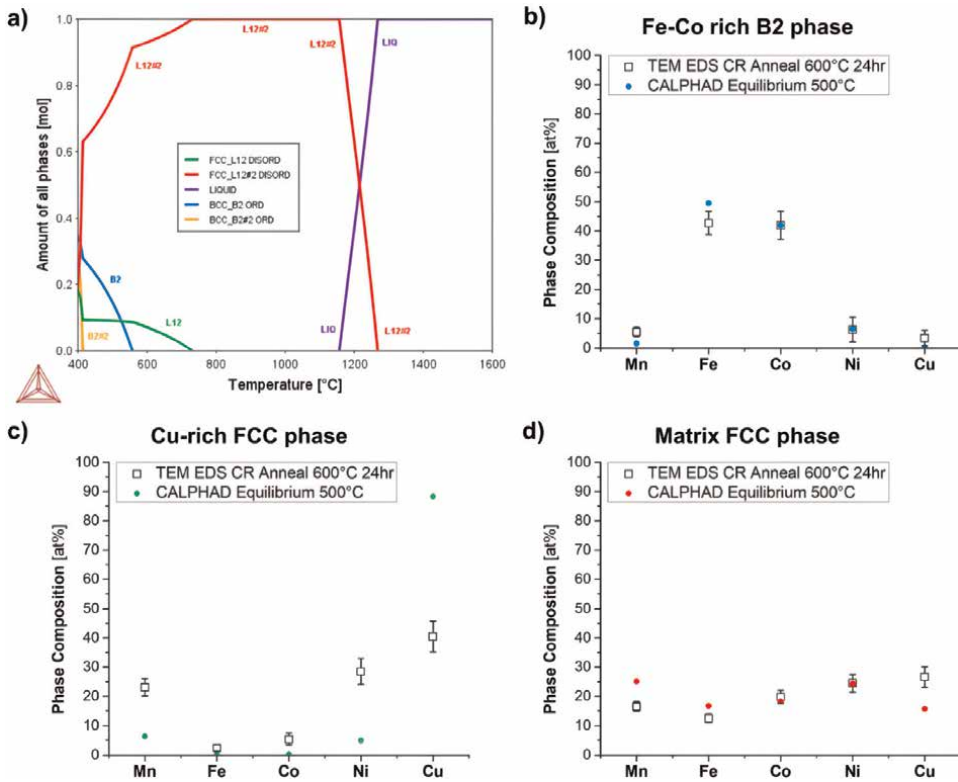 a)
Amount of all phases [mol]
1.0
0.8
0.6
0.4
0.2
0.0
L12#2
L12#2
L12#2
LIQ
FCC_L12 DISORD
FCC_L12#2 DISORD
LIQUID
BCC_B2 ORD
BCC_B2#2 ORD
B2
L12
B2#2
LIQ
L12#2
400 600 800 1000 1200 1400 1600
Temperature [°C]
b)
Fe-Co rich B2 phase
TEM EDS CR Anneal 600°C 24hr
CALPHAD Equilibrium 500°C
Phase Composition [at%]
100
90
80
70
60
50
40
30
20
10
0
Mn Fe Co Ni Cu
c)
Cu-rich FCC phase
TEM EDS CR Anneal 600°C 24hr
CALPHAD Equilibrium 500°C
Phase Composition [at%]
100
90
80
70
60
50
40
30
20
10
0
Mn Fe Co Ni Cu
d)
Matrix FCC phase
TEM EDS CR Anneal 600°C 24hr
CALPHAD Equilibrium 500°C
Phase Composition [at%]
100
90
80
70
60
50
40
30
20
10
0
Mn Fe Co Ni Cu